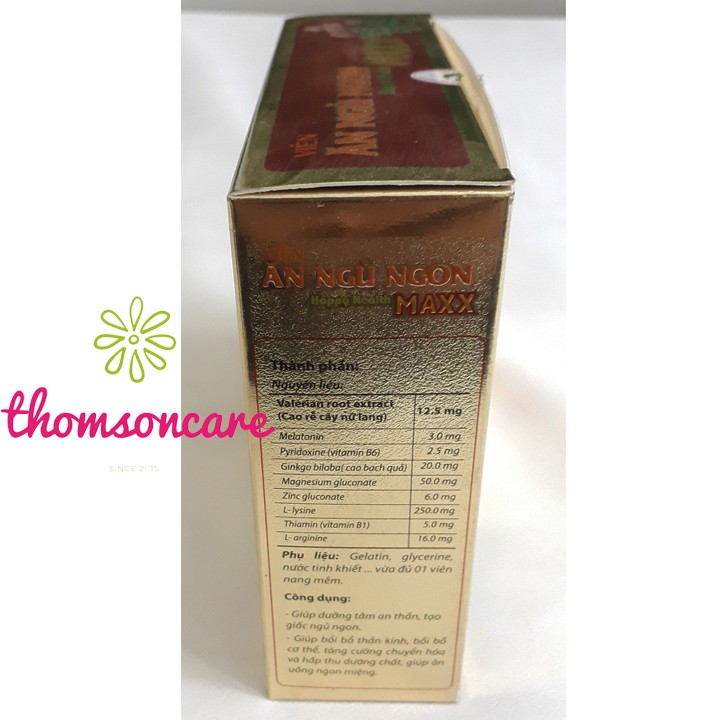 VIÊN
ĂN NGỦ NGON
VIÊN
ĂN NGỦ NGON
Happy Health MAXX
thomsoncare
SINCE 2015
Thành phần:
Nguyên liệu:
Valerian root extract
(Cao rễ cây nữ lang) 12.5 mg
Melatonin 3.0 mg
Pyridoxine (vitamin B6) 2.5 mg
Ginkgo biloba( cao bạch quả) 20.0 mg
Magnesium gluconate 50.0 mg
Zinc gluconate 6.0 mg
L- lysine 250.0 mg
Thiamin (vitamin B1) 5.0 mg
L- arginine 16.0 mg
Phụ liệu: Gelatin, glycerine,
nước tinh khiết ... vừa đủ 01 viên
nang mềm.
Công dụng:
- Giúp dưỡng tâm an thần, tạo
giấc ngủ ngon.
- Giúp bồi bổ thần kinh, bồi bổ
cơ thể, tăng cường chuyển hóa
và hấp thu dưỡng chất, giúp ăn
uống ngon miệng.